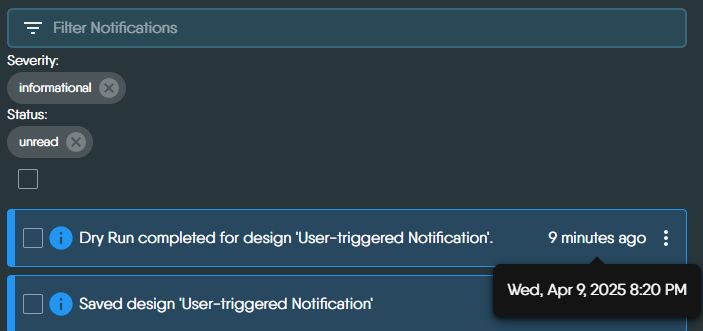 Filter Notifications
Severity:
informational
Status:
unread
Dry Run completed for design 'User-triggered Notification'. 9 minutes ago
Wed, Apr 9, 2025 8:20 PM
Saved design 'User-triggered Notification'